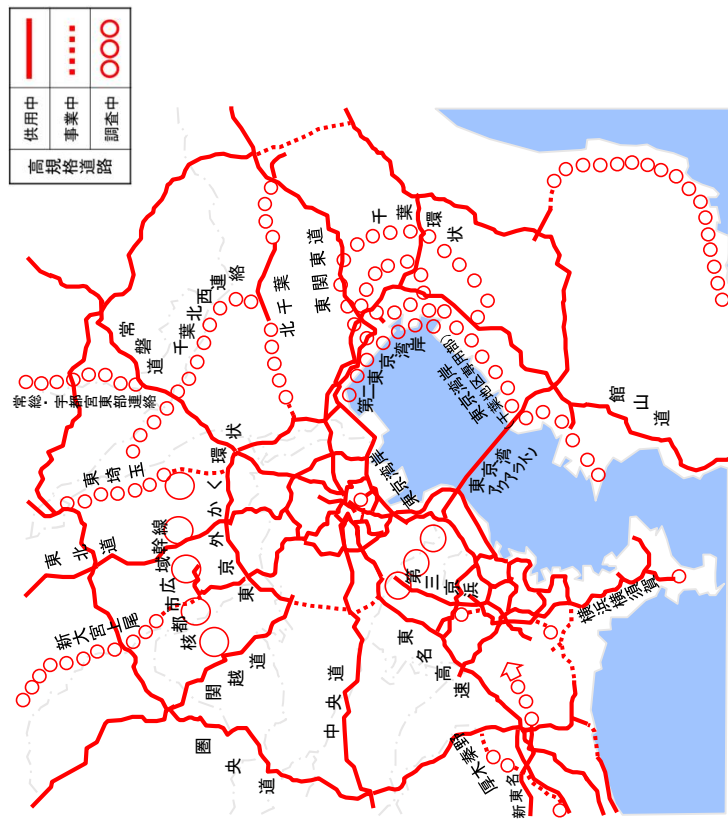 高規格道路
供用中
事業中
調査中
常総・宇都宮東部連絡
常磐道
千葉北西連絡
北千葉
東関東道
千葉環状
第二東京湾岸
東京湾岸
(千葉地区専用部)
館山道
東京湾
アクアライン
東京湾岸
東埼玉
東北道
東京外かく環状
核都市広域幹線
新大宮上尾
関越道
圏央道
中央道
第三京浜
東名高速
横浜横須賀
厚木秦野
新東名